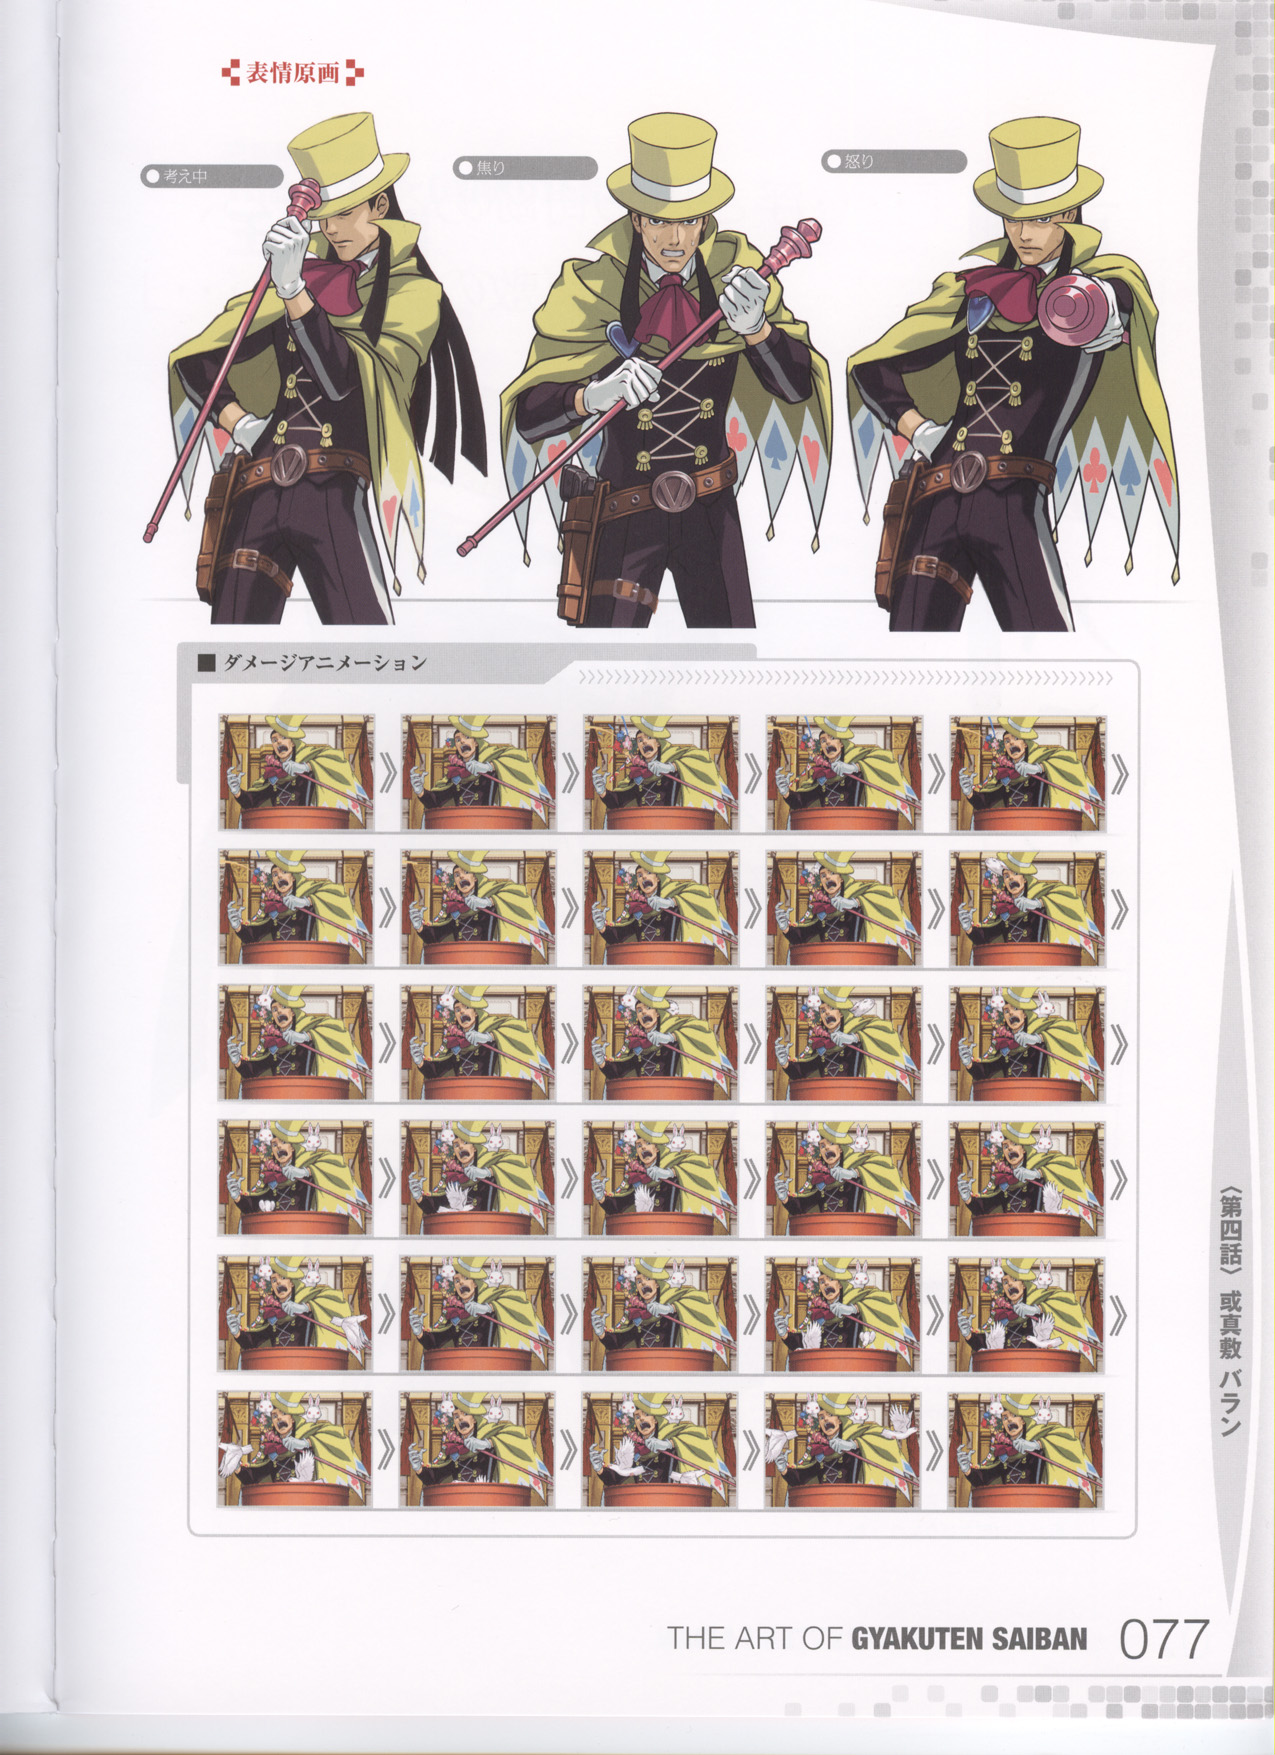 表情原画
考え中
焦り
怒り
■ ダメージアニメーション
〈第四話〉 或真敷 バラン
THE ART OF GYAKUTEN SAIBAN 077